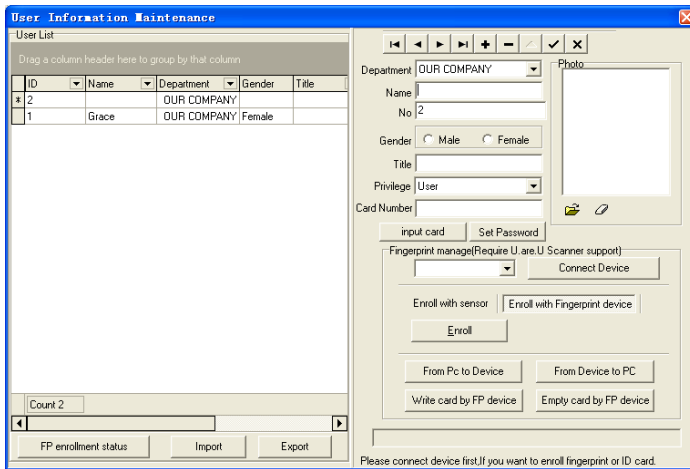 User Information Maintenance
User List
Drag a column header here to group by that column
ID Name Department Gender Title
* 2 OUR COMPANY
1 Grace OUR COMPANY Female
Count 2
FP enrollment status Import Export
Department OUR COMPANY
Name
No 2
Gender Male Female
Title
Privilege User
Card Number
input card Set Password
Photo
Fingerprint manage(Require U.are.U Scanner support)
Connect Device
Enroll with sensor Enroll with Fingerprint device
Enroll
From Pc to Device From Device to PC
Write card by FP device Empty card by FP device
Please connect device first,If you want to enroll fingerprint or ID card.